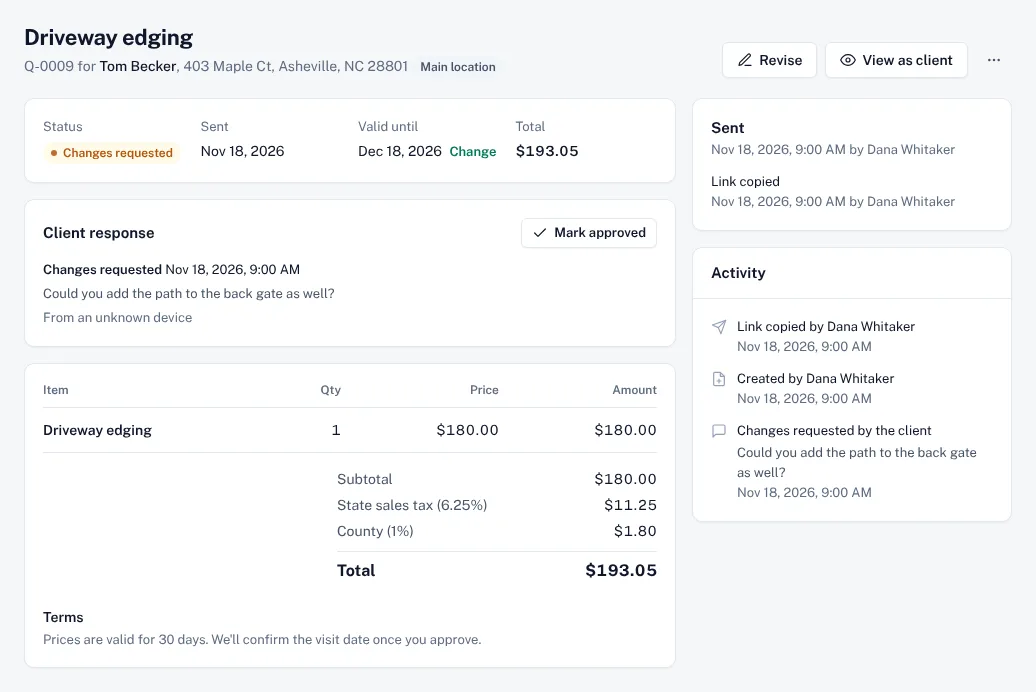 Driveway edging
Q-0009 for Tom Becker, 403 Maple Ct, Asheville, NC 28801 Main location
Revise
View as client
Status
Sent
Valid until
Total
Changes requested
Nov 18, 2026
Dec 18, 2026 Change
$193.05
Client response
Mark approved
Changes requested Nov 18, 2026, 9:00 AM
Could you add the path to the back gate as well?
From an unknown device
Item Qty Price Amount
Driveway edging 1 $180.00 $180.00
Subtotal $180.00
State sales tax (6.25%) $11.25
County (1%) $1.80
Total $193.05
Terms
Prices are valid for 30 days. We'll confirm the visit date once you approve.
Sent
Nov 18, 2026, 9:00 AM by Dana Whitaker
Link copied
Nov 18, 2026, 9:00 AM by Dana Whitaker
Activity
Link copied by Dana Whitaker
Nov 18, 2026, 9:00 AM
Created by Dana Whitaker
Nov 18, 2026, 9:00 AM
Changes requested by the client
Could you add the path to the back gate
as well?
Nov 18, 2026, 9:00 AM